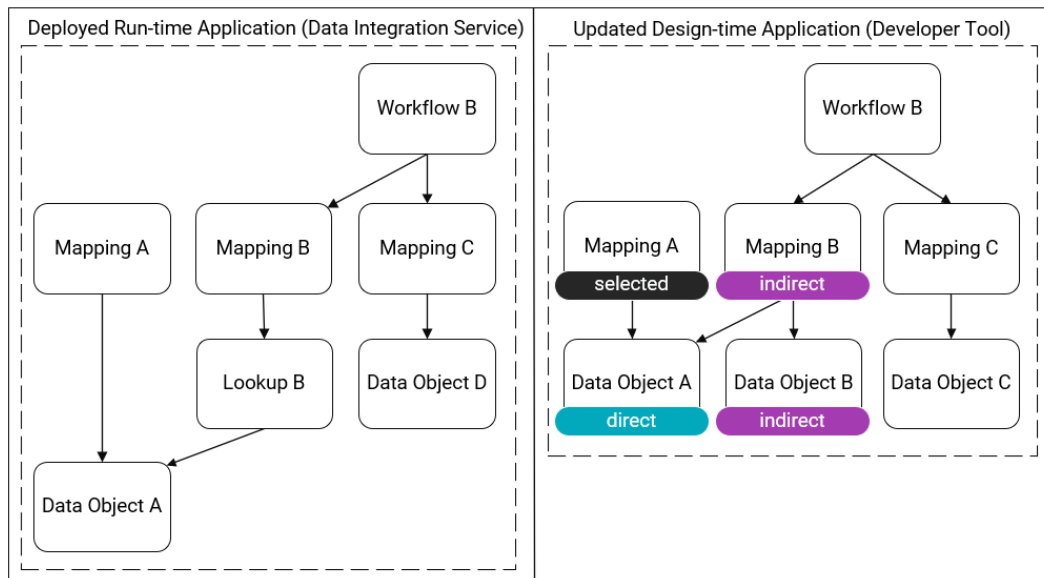 Deployed Run-time Application (Data Integration Service)
Workflow B
Mapping A
Mapping B
Mapping C
Lookup B
Data Object D
Data Object A
Updated Design-time Application (Developer Tool)
Workflow B
Mapping A
selected
Mapping B
indirect
Mapping C
Data Object A
direct
Data Object B
indirect
Data Object C